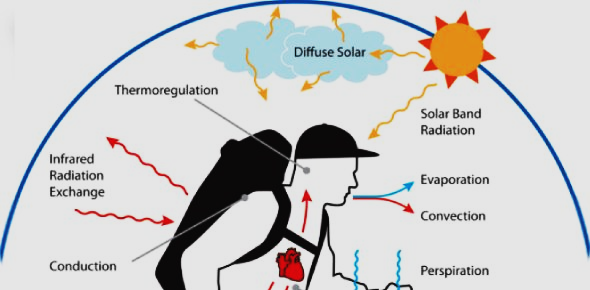 Diffuse Solar
Thermoregulation
Solar Band
Radiation
Infrared
Radiation
Exchange
Evaporation
Convection
Conduction
Perspiration